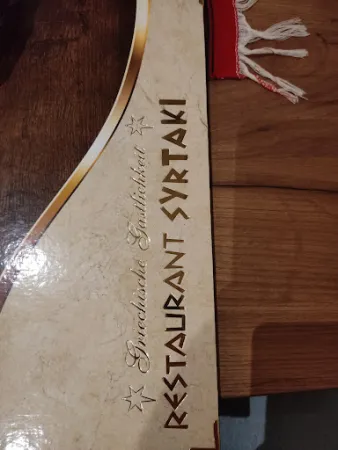 Griechische Gastlichkeit
RESTAURANT SYRTAKI